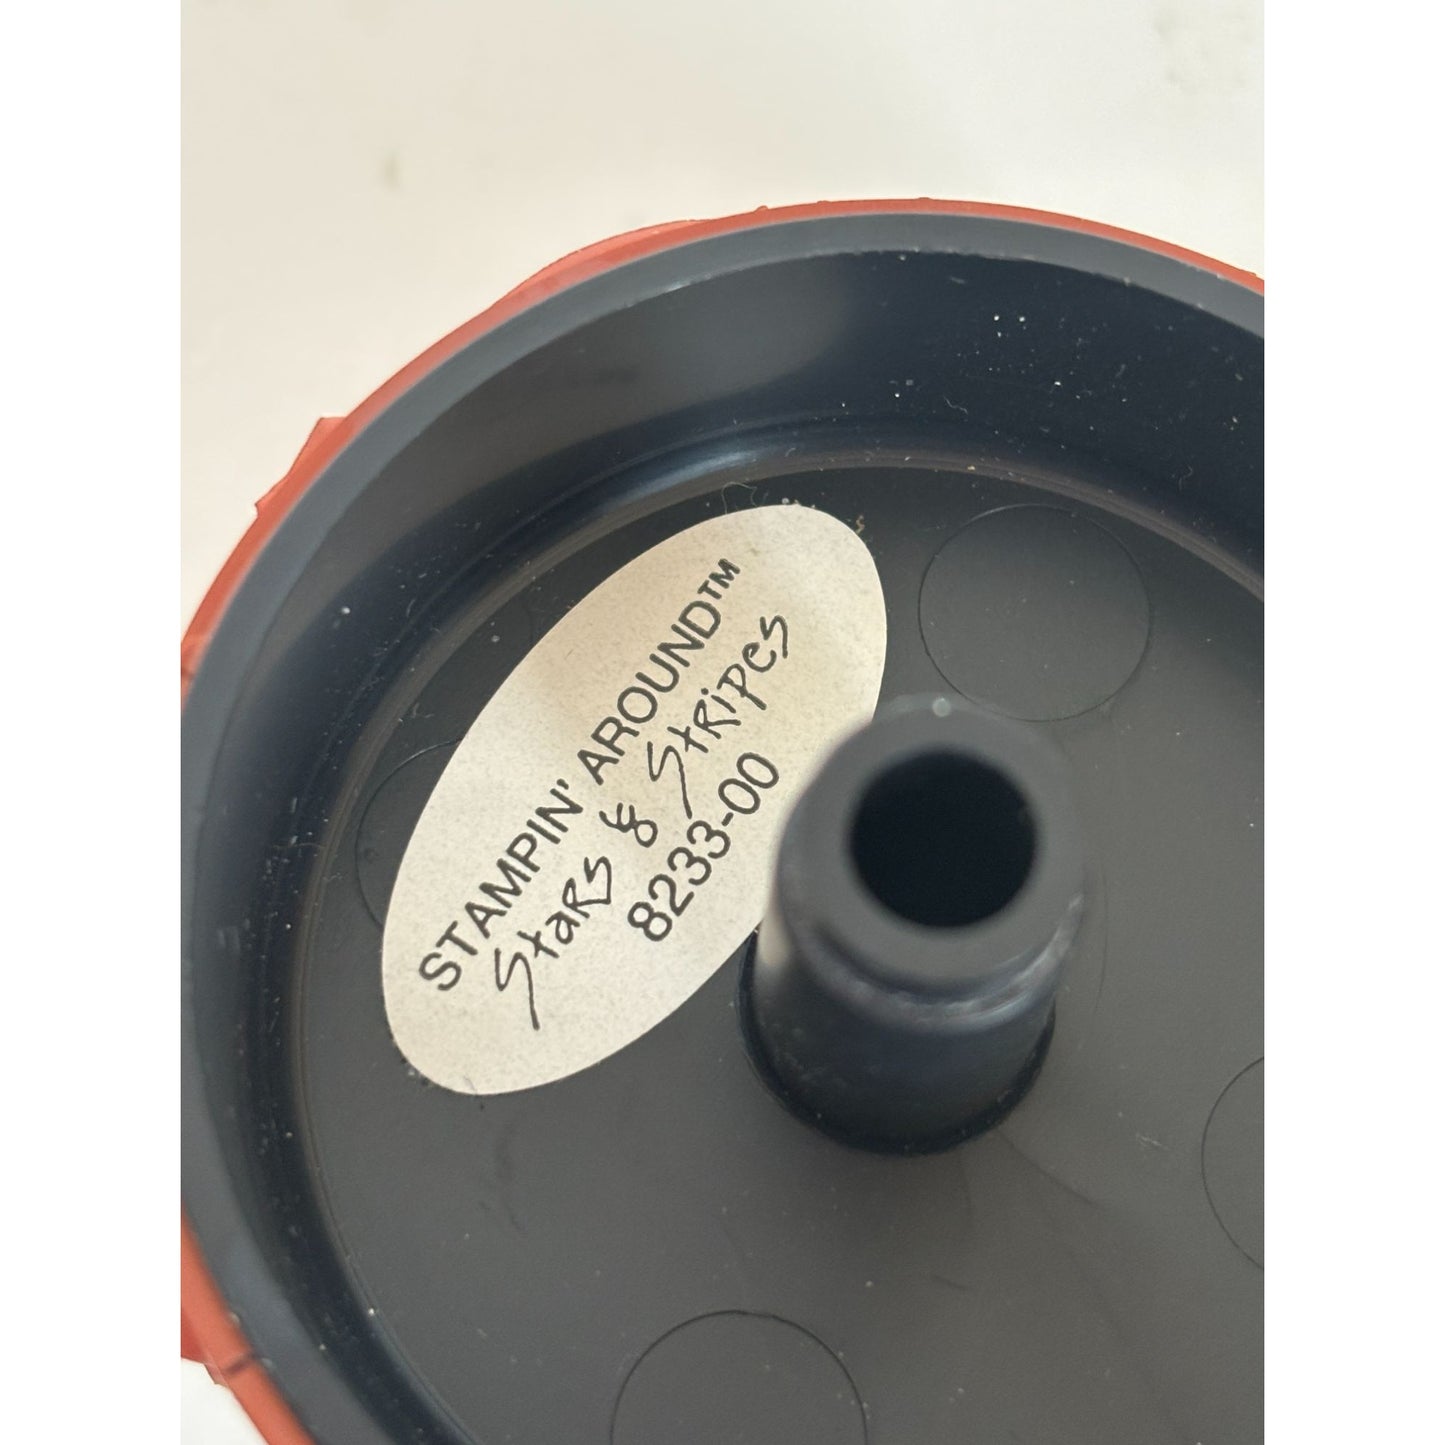 STAMPIN' AROUND™
Stars & Stripes
8233-00